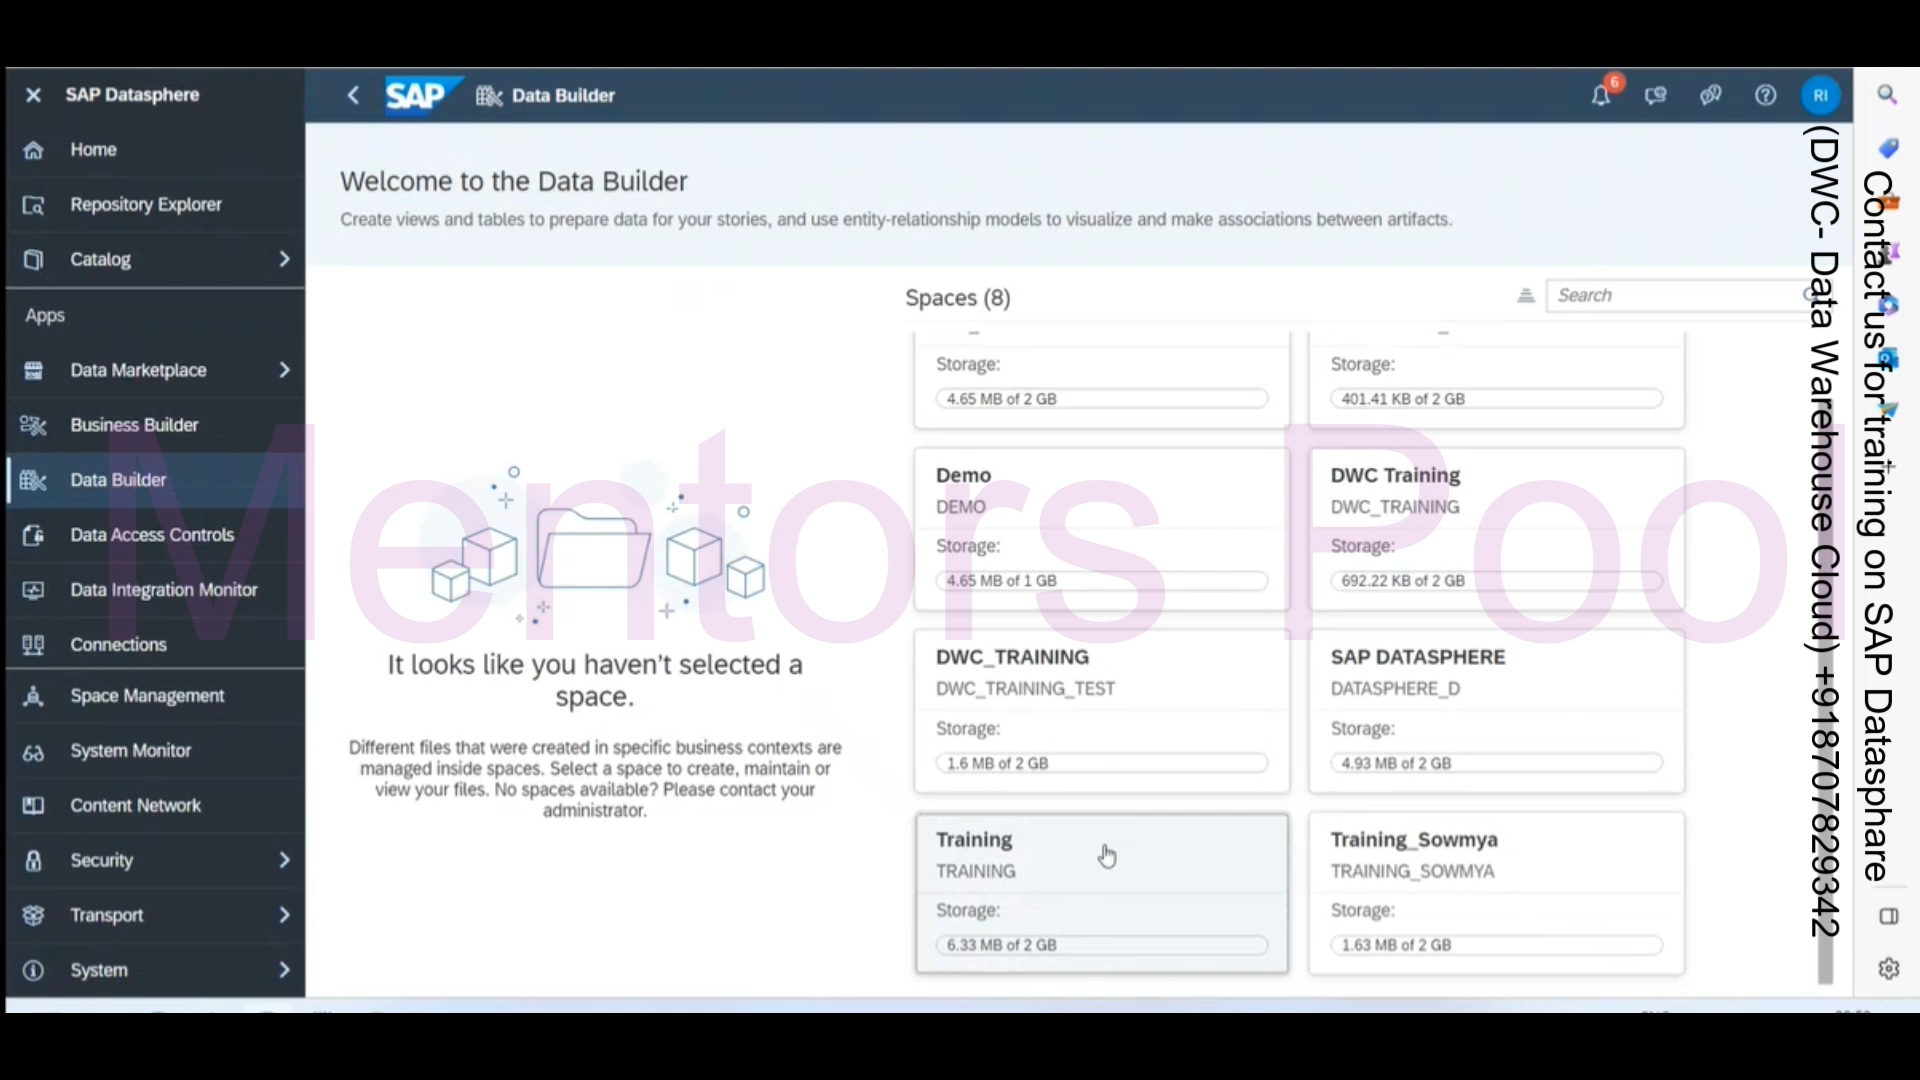 SAP Datasphere
Home
Repository Explorer
Catalog
Apps
Data Marketplace
Business Builder
Data Builder
Data Access Controls
Data Integration Monitor
Connections
Space Management
System Monitor
Content Network
Security
Transport
System
SAP
Data Builder
6
RI
Welcome to the Data Builder
Create views and tables to prepare data for your stories, and use entity-relationship models to visualize and make associations between artifacts.
It looks like you haven't selected a
space.
Different files that were created in specific business contexts are
managed inside spaces. Select a space to create, maintain or
view your files. No spaces available? Please contact your
administrator.
Spaces (8)
Search
Storage:
4.65 MB of 2 GB
Storage:
401.41 KB of 2 GB
Demo
DEMO
Storage:
4.65 MB of 1 GB
DWC Training
DWC_TRAINING
Storage:
692.22 KB of 2 GB
DWC_TRAINING
DWC_TRAINING_TEST
Storage:
1.6 MB of 2 GB
SAP DATASPHERE
DATASPHERE_D
Storage:
4.93 MB of 2 GB
Training
TRAINING
Storage:
6.33 MB of 2 GB
Training_Sowmya
TRAINING_SOWMYA
Storage:
1.63 MB of 2 GB
Mentors Pool
Contact us for training on SAP Datasphare
(DWC- Data Warehouse Cloud) +918707829342